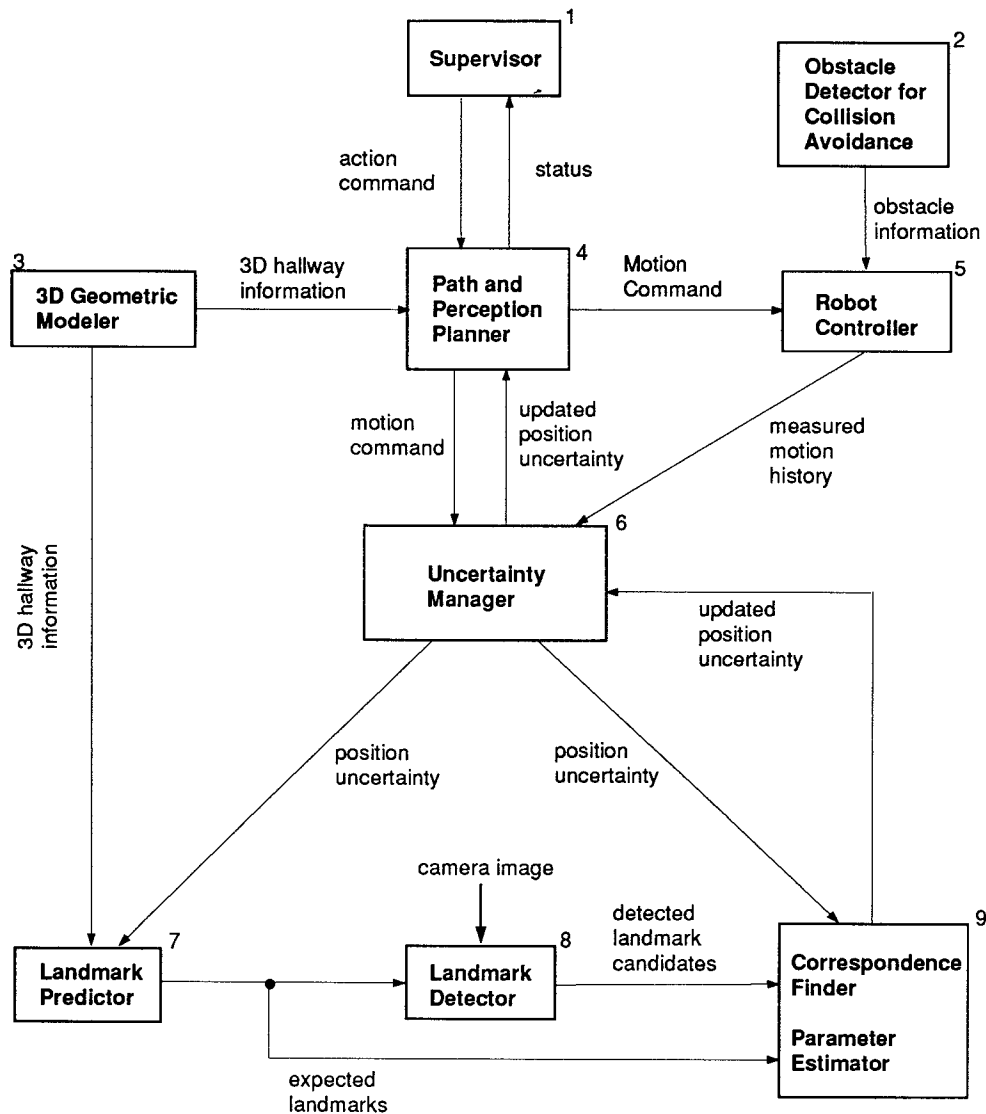 1
Supervisor
2
Obstacle
Detector for
Collision
Avoidance
action
command
status
obstacle
information
3
3D Geometric
Modeler
3D hallway
information
4
Path and
Perception
Planner
Motion
Command
5
Robot
Controller
motion
command
updated
position
uncertainty
measured
motion
history
6
Uncertainty
Manager
3D hallway
information
updated
position
uncertainty
position
uncertainty
position
uncertainty
camera image
7
Landmark
Predictor
8
Landmark
Detector
detected
landmark
candidates
9
Correspondence
Finder
Parameter
Estimator
expected
landmarks